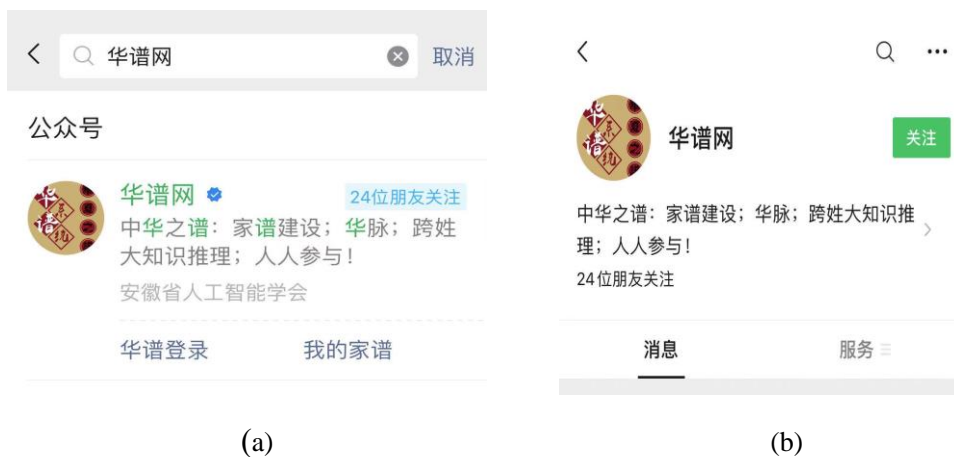 华谱网
取消
公众号
华谱网
24位朋友关注
中华之谱：家谱建设；华脉；跨姓
大知识推理；人人参与！
安徽省人工智能学会
华谱登录
我的家谱
(a)
华谱网
关注
中华之谱：家谱建设；华脉；跨姓大知识推
理；人人参与！
24位朋友关注
消息
服务
(b)